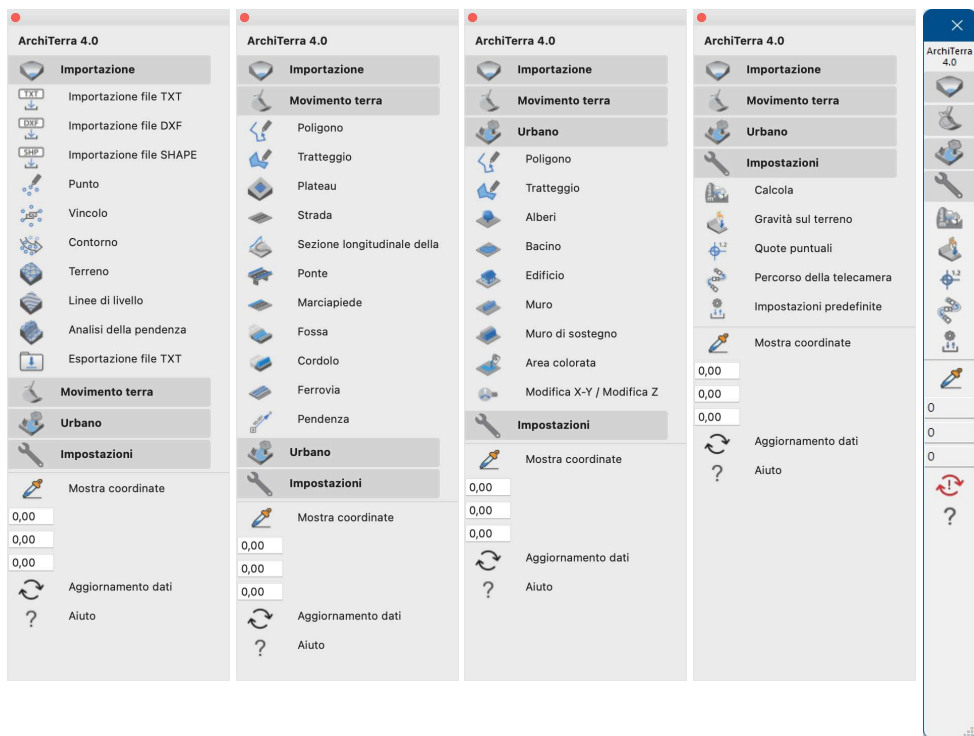 ArchiTerra 4.0
Importazione
TXT
Importazione file TXT
DXF
Importazione file DXF
SHP
Importazione file SHAPE
Punto
Vincolo
Contorno
Terreno
Linee di livello
Analisi della pendenza
Esportazione file TXT
Movimento terra
Urbano
Impostazioni
Mostra coordinate
0,00
0,00
0,00
Aggiornamento dati
? Aiuto
ArchiTerra 4.0
Importazione
Movimento terra
Poligono
Tratteggio
Plateau
Strada
Sezione longitudinale della
Ponte
Marciapiede
Fossa
Cordolo
Ferrovia
Pendenza
Urbano
Impostazioni
Mostra coordinate
0,00
0,00
0,00
Aggiornamento dati
? Aiuto
ArchiTerra 4.0
Importazione
Movimento terra
Urbano
Poligono
Tratteggio
Alberi
Bacino
Edificio
Muro
Muro di sostegno
Area colorata
Modifica X-Y / Modifica Z
Impostazioni
Mostra coordinate
0,00
0,00
0,00
Aggiornamento dati
? Aiuto
ArchiTerra 4.0
Importazione
Movimento terra
Urbano
Impostazioni
Calcola
Gravità sul terreno
1,2
Quote puntuali
Percorso della telecamera
Impostazioni predefinite
Mostra coordinate
0,00
0,00
0,00
Aggiornamento dati
? Aiuto
ArchiTerra
4.0
1,2
0
0
0
!
?